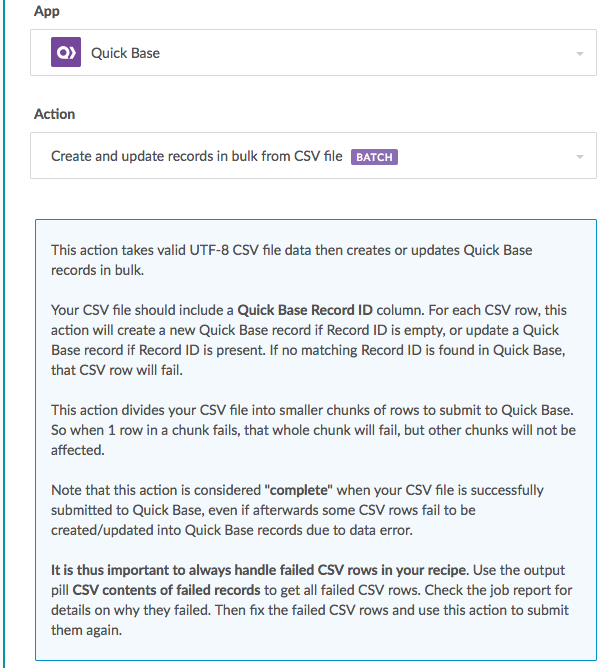 App
Quick Base
Action
Create and update records in bulk from CSV file BATCH
This action takes valid UTF-8 CSV file data then creates or updates Quick Base
records in bulk.
Your CSV file should include a Quick Base Record ID column. For each CSV row, this
action will create a new Quick Base record if Record ID is empty, or update a Quick
Base record if Record ID is present. If no matching Record ID is found in Quick Base,
that CSV row will fail.
This action divides your CSV file into smaller chunks of rows to submit to Quick Base.
So when 1 row in a chunk fails, that whole chunk will fail, but other chunks will not be
affected.
Note that this action is considered "complete" when your CSV file is successfully
submitted to Quick Base, even if afterwards some CSV rows fail to be
created/updated into Quick Base records due to data error.
It is thus important to always handle failed CSV rows in your recipe. Use the output
pill CSV contents of failed records to get all failed CSV rows. Check the job report for
details on why they failed. Then fix the failed CSV rows and use this action to submit
them again.